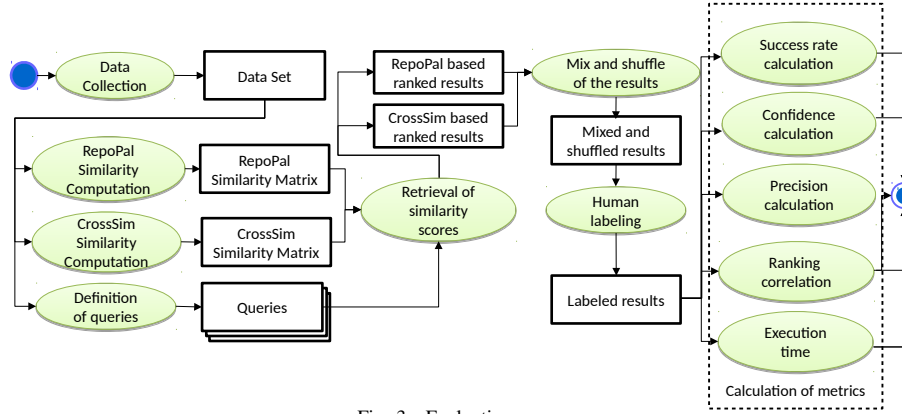 Data
Collection
Data Set
RepoPal
Similarity
Computation
RepoPal
Similarity Matrix
CrossSim
Similarity
Computation
CrossSim
Similarity Matrix
Definition
of queries
Queries
Retrieval of
similarity
scores
RepoPal based
ranked results
CrossSim based
ranked results
Mix and shuffle
of the results
Mixed and
shuffled results
Human
labeling
Labeled results
Success rate
calculation
Confidence
calculation
Precision
calculation
Ranking
correlation
Execution
time
Calculation of metrics